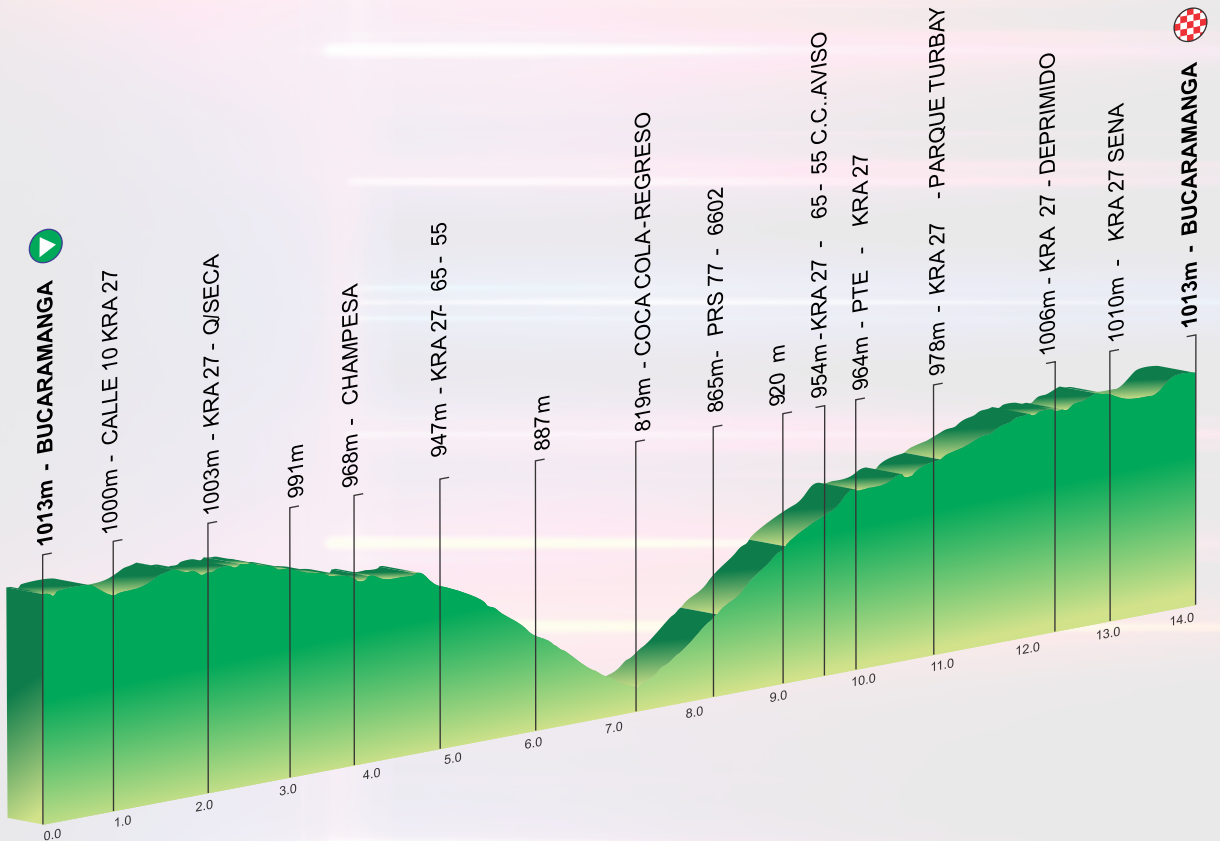 1013m - BUCARAMANGA
1000m - CALLE 10 KRA 27
1003m - KRA 27 - Q/SECA
991m
968m - CHAMPESA
947m - KRA 27- 65 - 55
887 m
819m - COCA COLA-REGRESO
865m- PRS 77 - 6602
920 m
954m-KRA 27 - 65 - 55 C.C..AVISO
964m - PTE - KRA 27
978m - KRA 27 -PARQUE TURBAY
1006m - KRA 27 - DEPRIMIDO
1010m - KRA 27 SENA
1013m - BUCARAMANGA
0.0
1.0
2.0
3.0
4.0
5.0
6.0
7.0
8.0
9.0
10.0
11.0
12.0
13.0
14.0